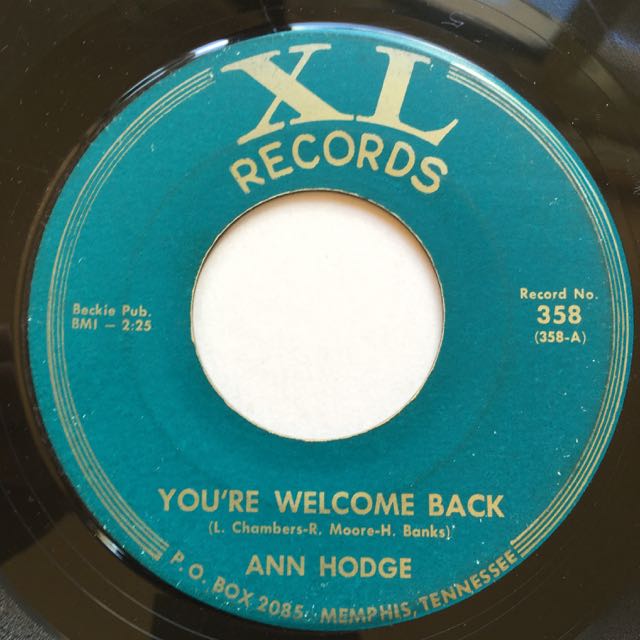 XL
RECORDS
Beckie Pub.
BMI – 2:25
Record No.
358
(358-A)
YOU'RE WELCOME BACK
(L. Chambers-R. Moore-H. Banks)
ANN HODGE
P.O. BOX 2085 MEMPHIS, TENNESSEE